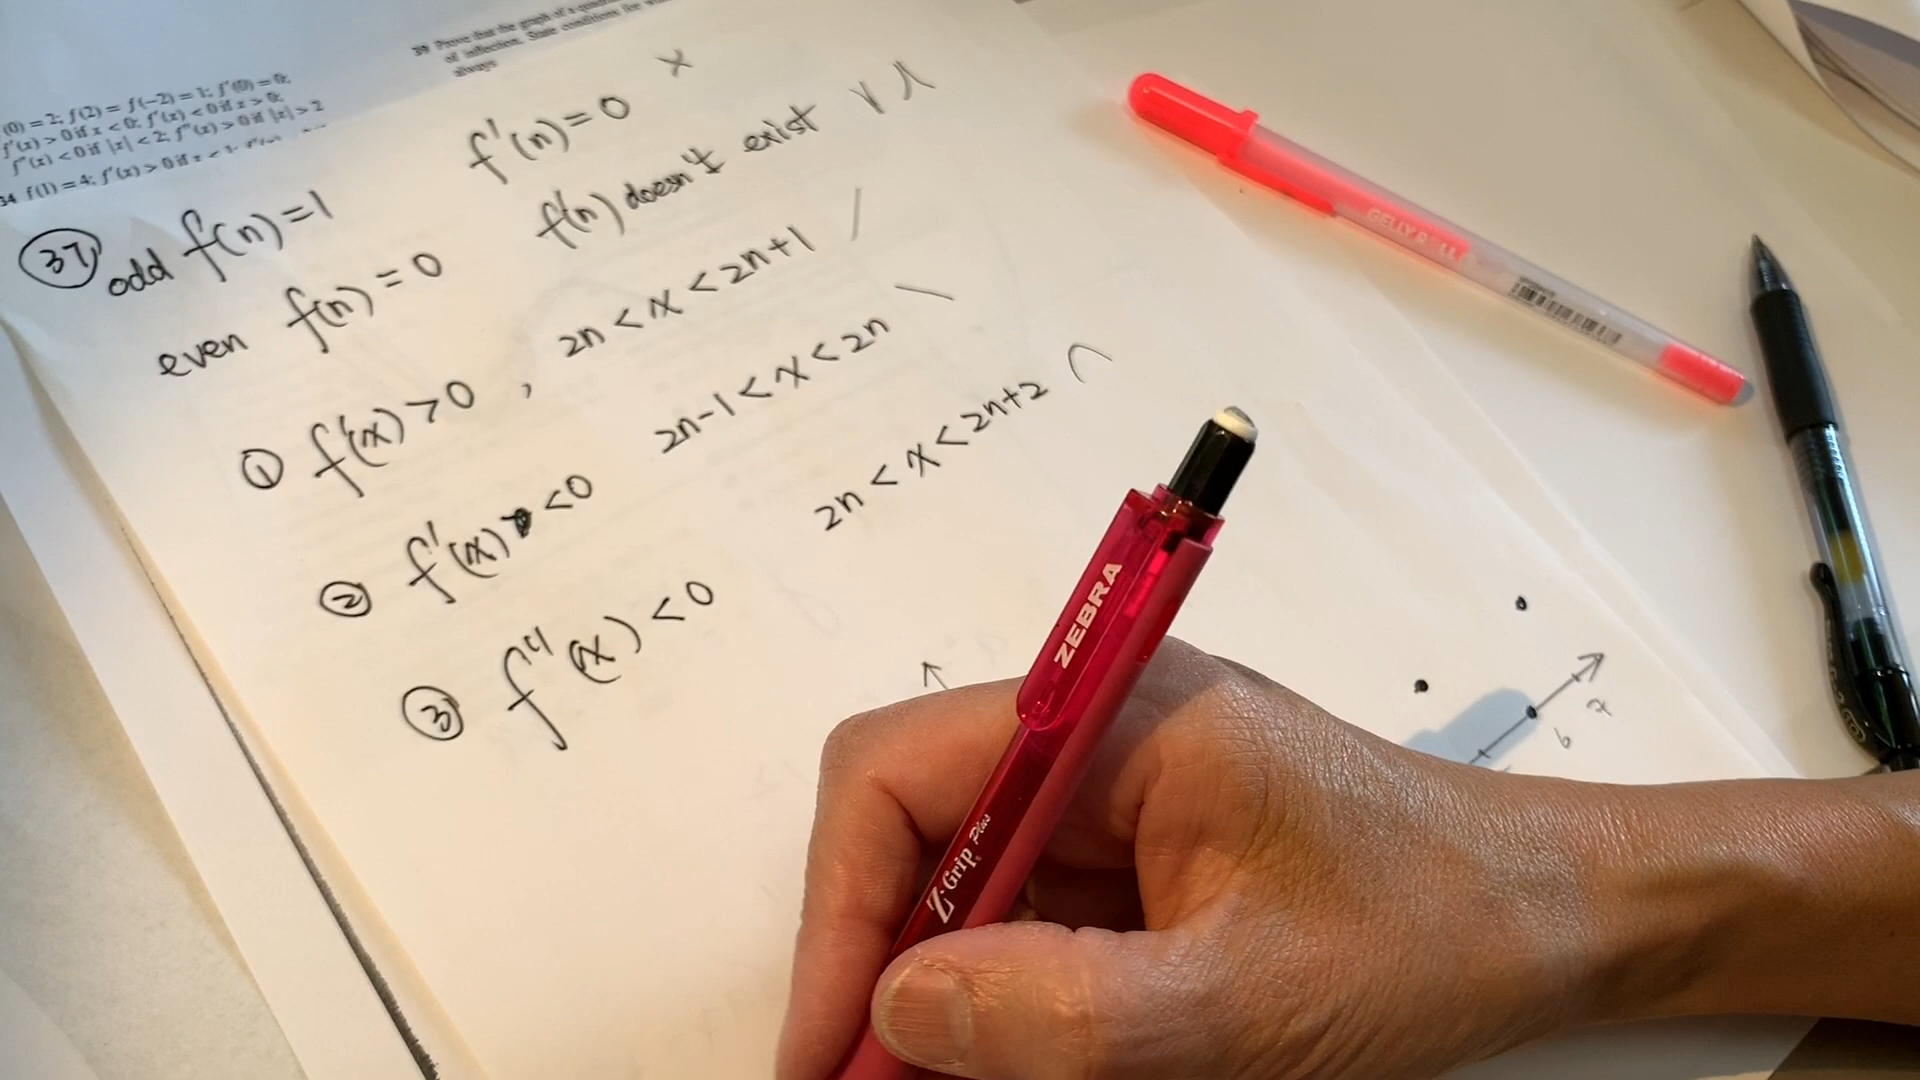 39 Prove that the graph of a
of inflection. State conditions for
always
(0) = 2; f(2) = f(−2) = 1; f′(0) = 0;
f′(x) > 0 if x < 0; f′(x) < 0 if x > 0;
f″(x) < 0 if |x| < 2; f″(x) > 0 if |x| > 2
34 f(1) = 4; f′(x) > 0 if x < 1;
37 odd f(n) = 1 f'(n) = 0 x
even f(n) = 0 f'(n) doesn't exist
① f'(x) > 0 , 2n < x < 2n+1
② f'(x) < 0 2n-1 < x < 2n
③ f''(x) < 0 2n < x < 2n+2
6 7
GELLY ROLL
ZEBRA
Z-Grip Plus